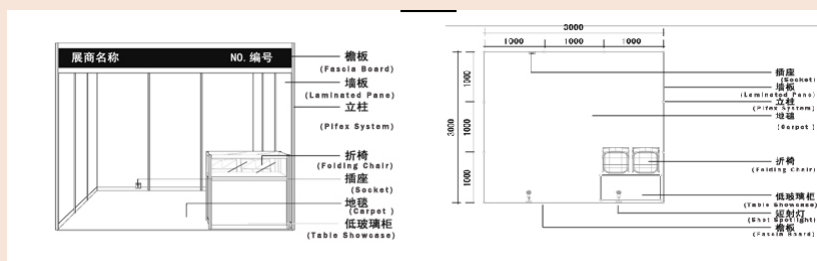 展商名称 NO. 编号
檐板
(Fascia Board)
墙板
(Laminated Pane)
立柱
(Pifex System)
折椅
(Folding Chair)
插座
(Socket)
地毯
(Carpet )
低玻璃柜
(Table Showcase)
3000
1000 1000 1000
3000
1000
1000
1000
插座
(Socket)
墙板
(Laminated Pane)
立柱
(Pifex System)
地毯
(Carpet )
折椅
(Folding Chair)
低玻璃柜
(Table Showcase)
短射灯
(Shot Spotlight)
檐板
(Fascia Board)